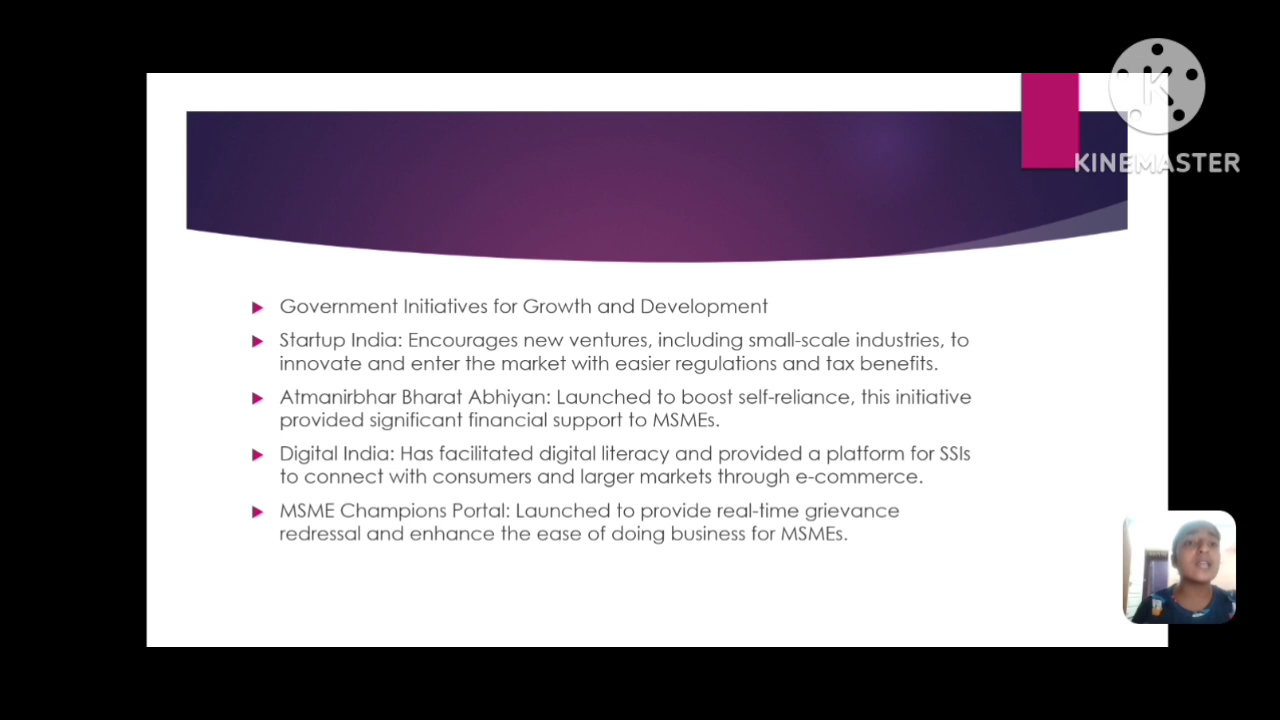 KINEMASTER
Government Initiatives for Growth and Development
Startup India: Encourages new ventures, including small-scale industries, to
innovate and enter the market with easier regulations and tax benefits.
Atmanirbhar Bharat Abhiyan: Launched to boost self-reliance, this initiative
provided significant financial support to MSMEs.
Digital India: Has facilitated digital literacy and provided a platform for SSIs
to connect with consumers and larger markets through e-commerce.
MSME Champions Portal: Launched to provide real-time grievance
redressal and enhance the ease of doing business for MSMEs.